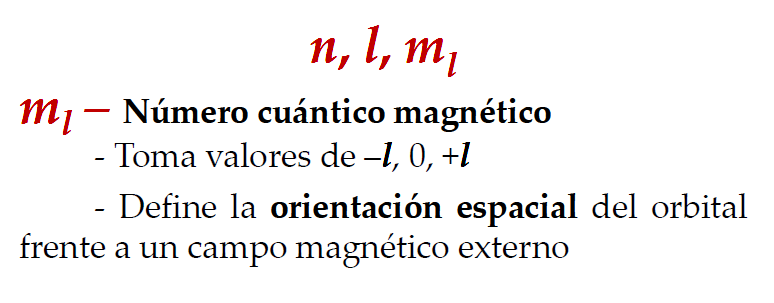 n, l, mₗ
mₗ – Número cuántico magnético
- Toma valores de –l, 0, +l
- Define la orientación espacial del orbital
frente a un campo magnético externo